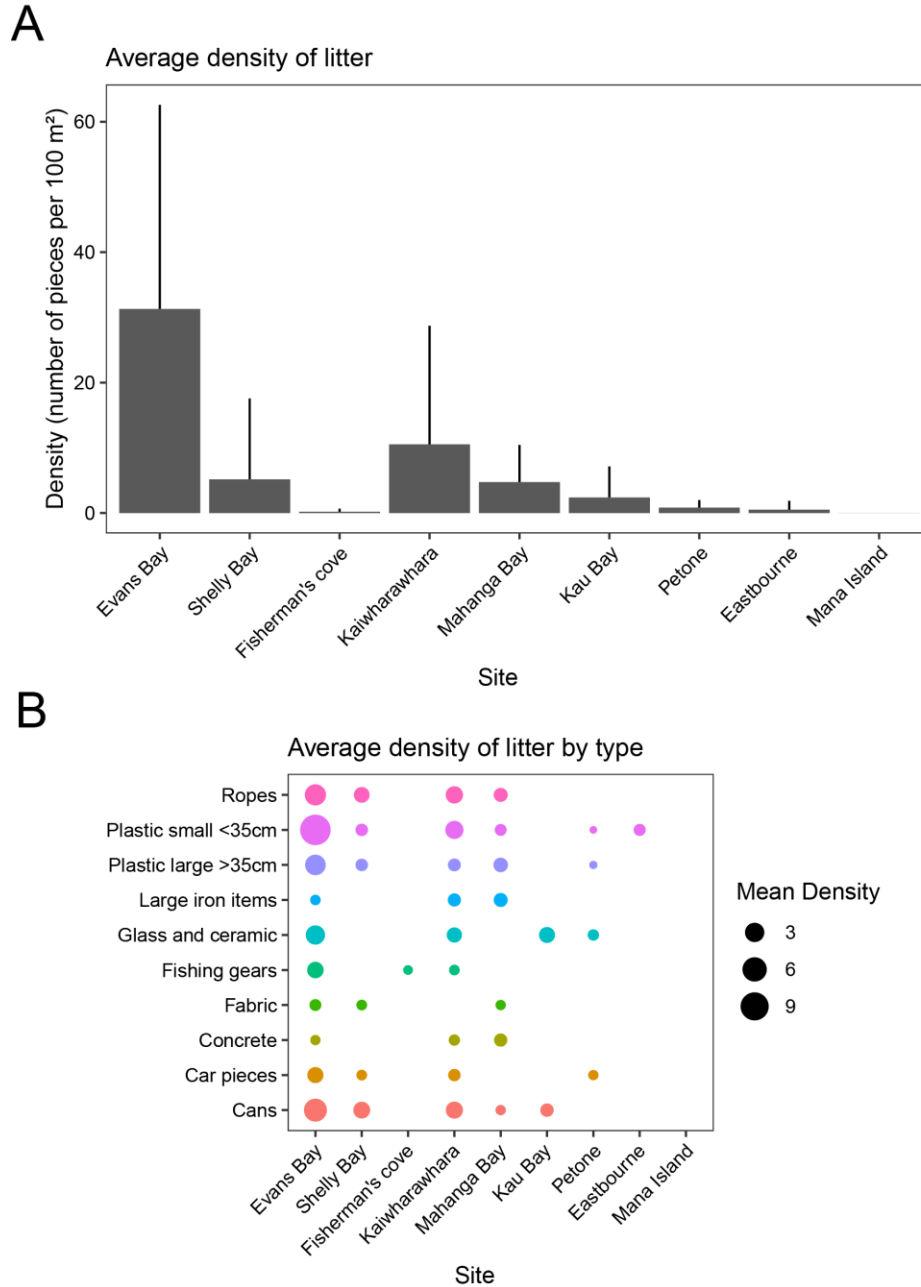 A
Average density of litter
Density (number of pieces per 100 m²)
60
40
20
0
Evans Bay
Shelly Bay
Fisherman's cove
Kaiwharawhara
Mahanga Bay
Kau Bay
Petone
Eastbourne
Mana Island
Site
B
Average density of litter by type
Ropes
Plastic small <35cm
Plastic large >35cm
Large iron items
Glass and ceramic
Fishing gears
Fabric
Concrete
Car pieces
Cans
Mean Density
3
6
9
Evans Bay
Shelly Bay
Fisherman's cove
Kaiwharawhara
Mahanga Bay
Kau Bay
Petone
Eastbourne
Mana Island
Site